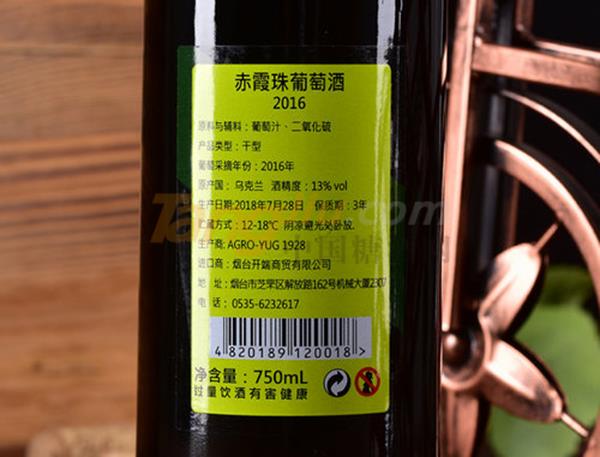 赤霞珠葡萄酒
2016
原料与辅料：葡萄汁·二氧化硫
产品类型：干型
葡萄采摘年份：2016年
原产国：乌克兰 酒精度：13% vol
生产日期:2018年7月28日 保质期：3年
贮藏方式：12-18℃ 阴凉避光处卧放.
生产商: AGRO-YUG 1928
进口商：烟台开端商贸有限公司
地 址：烟台市芝罘区解放路162号机械大厦2307
电 话： 0535-6232617
4 820189 120018 >
净含量：750mL
过量饮酒有害健康